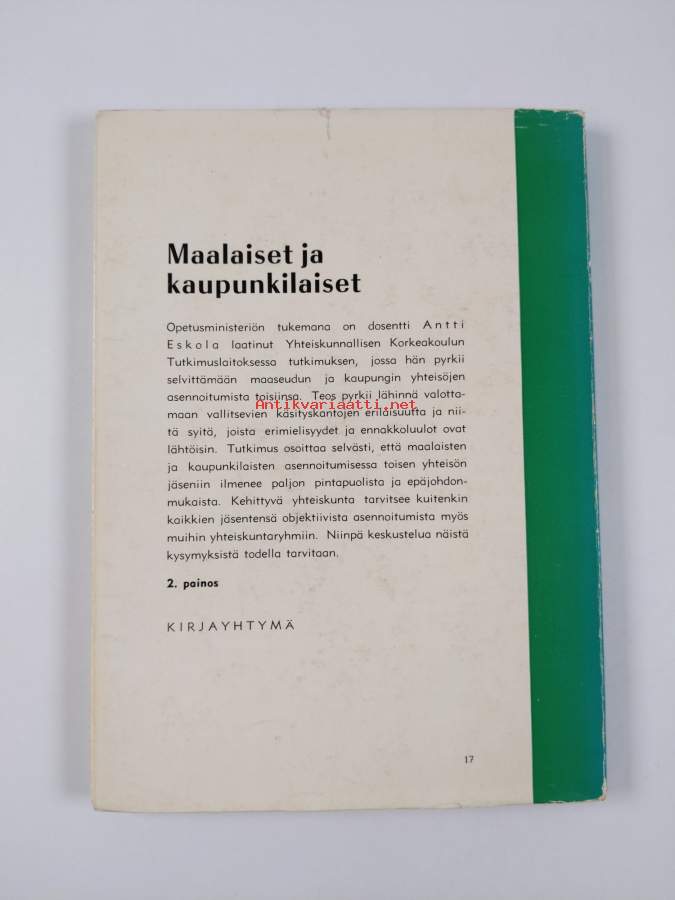 Maalaiset ja
kaupunkilaiset
Opetusministeriön tukemana on dosentti Antti
Eskola laatinut Yhteiskunnallisen Korkeakoulun
Tutkimuslaitoksessa tutkimuksen, jossa hän pyrkii
selvittämään maaseudun ja kaupungin yhteisöjen
asennoitumista toisiinsa. Teos pyrkii lähinnä valotta-
Antikvariaatti.net
maan vallitsevien käsityskantojen erilaisuutta ja nii-
tä syitä, joista erimielisyydet ja ennakkoluulot ovat
lähtöisin. Tutkimus osoittaa selvästi, että maalaisten
ja kaupunkilaisten asennoitumisessa toisen yhteisön
jäseniin ilmenee paljon pintapuolista ja epäjohdon-
mukaista. Kehittyvä yhteiskunta tarvitsee kuitenkin
kaikkien jäsentensä objektiivista asennoitumista myös
muihin yhteiskuntaryhmiin. Niinpä keskustelua näistä
kysymyksistä todella tarvitaan.
2. painos
KIRJAYHTYMÄ
17